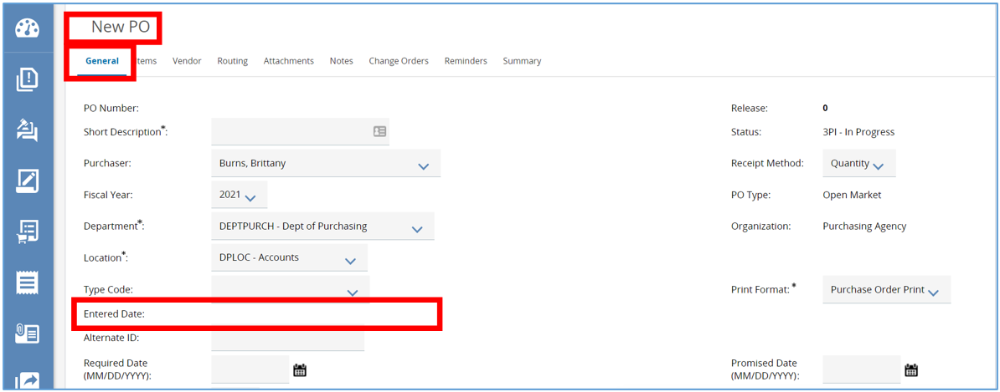 New PO
General Items Vendor Routing Attachments Notes Change Orders Reminders Summary
PO Number: Release: 0
Short Description*: Status: 3PI - In Progress
Purchaser: Burns, Brittany Receipt Method: Quantity
Fiscal Year: 2021 PO Type: Open Market
Department*: DEPTPURCH - Dept of Purchasing Organization: Purchasing Agency
Location*: DPLOC - Accounts
Type Code: Print Format: * Purchase Order Print
Entered Date:
Alternate ID:
Required Date Promised Date
(MM/DD/YYYY): (MM/DD/YYYY):